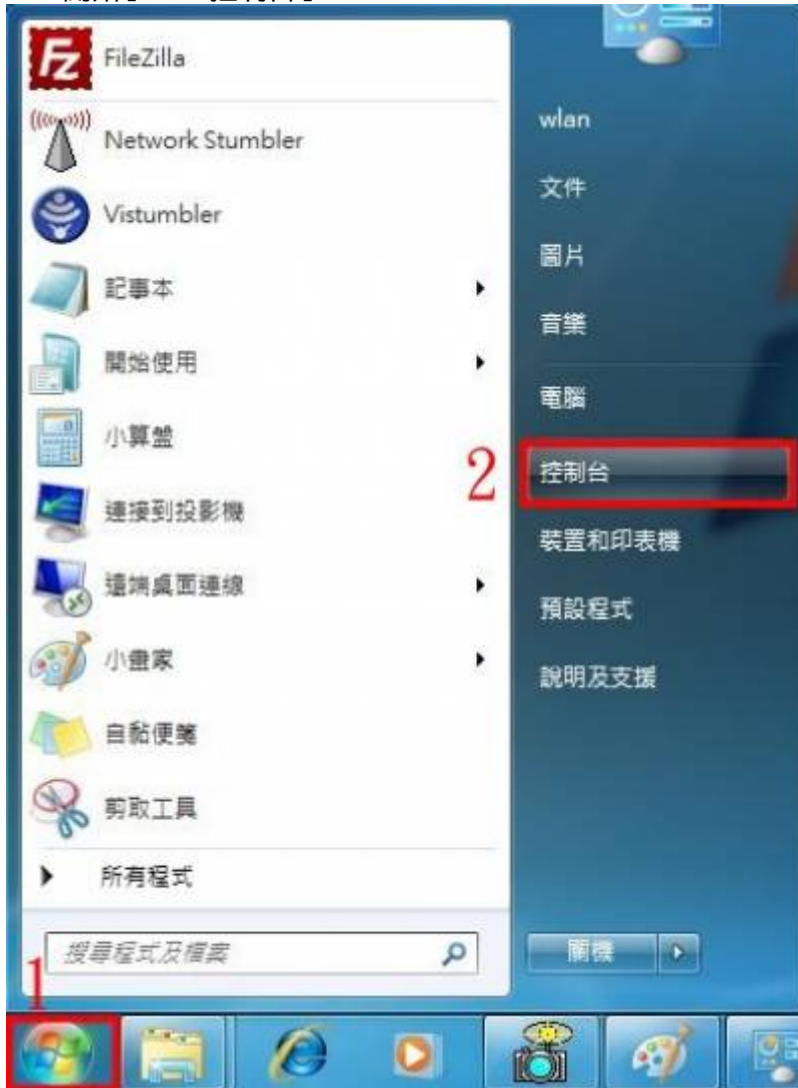 FileZilla
Network Stumbler
Vistumbler
記事本
開始使用
小算盤
連接到投影機
遠端桌面連線
小畫家
自黏便箋
剪取工具
所有程式
搜尋程式及檔案
1
wlan
文件
圖片
音樂
電腦
2
控制台
裝置和印表機
預設程式
說明及支援
關機